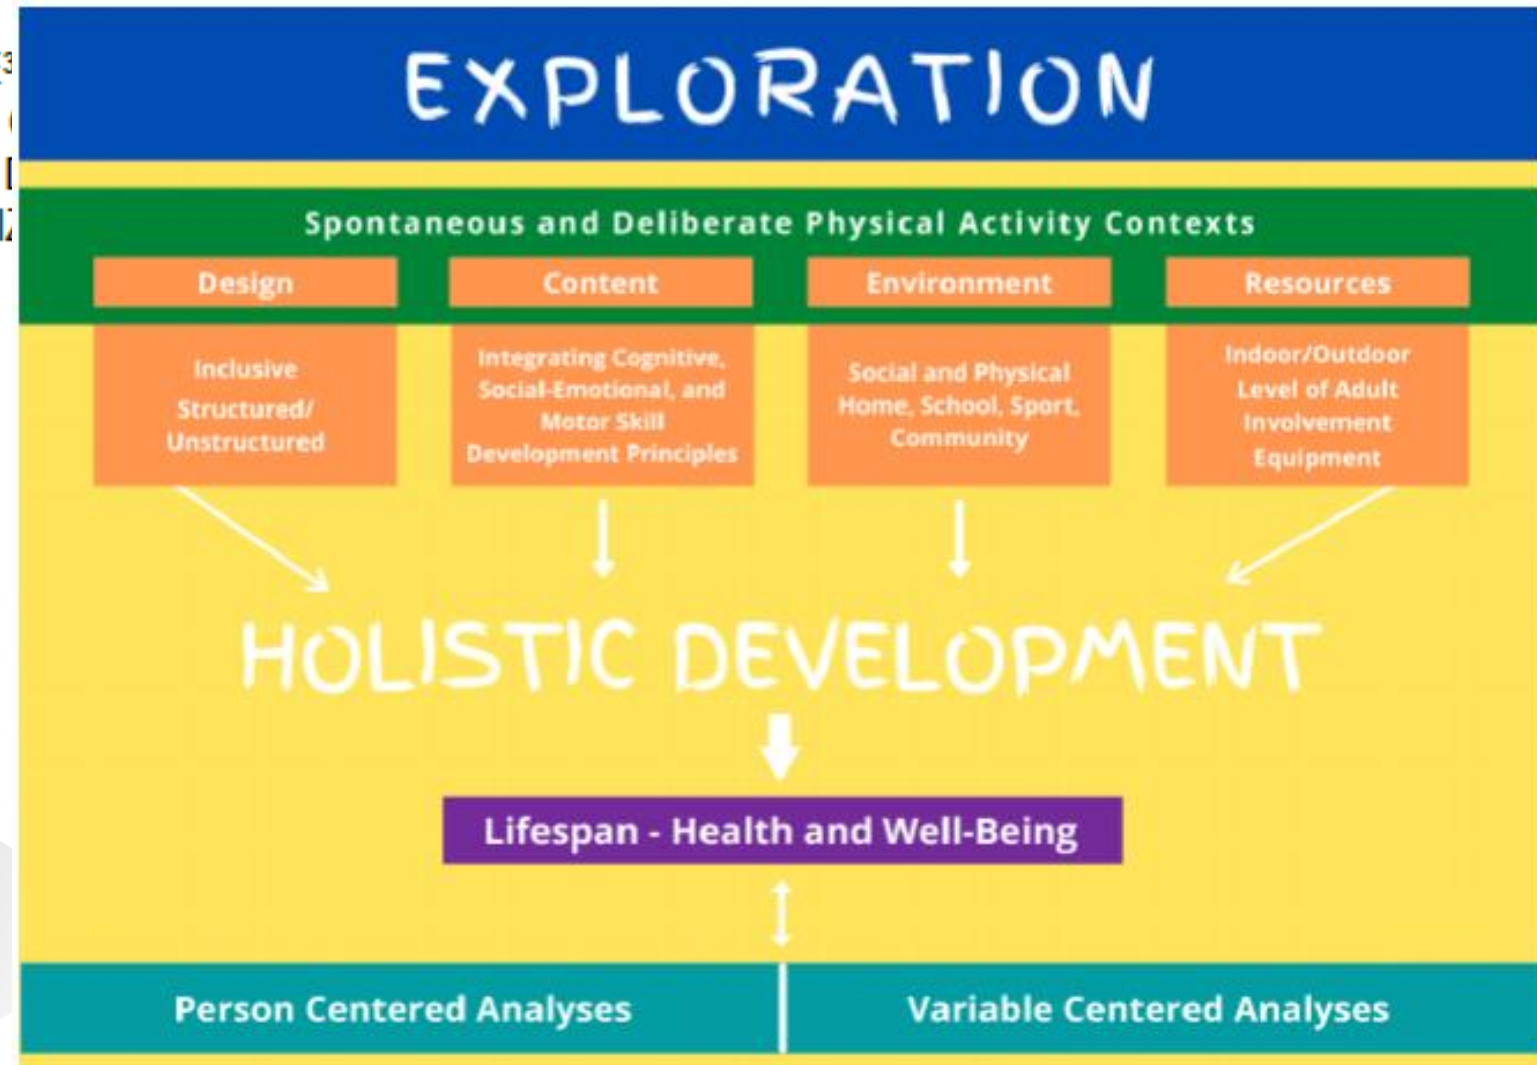 EXPLORATION
Spontaneous and Deliberate Physical Activity Contexts
Design
Content
Environment
Resources
Inclusive
Structured/
Unstructured
Integrating Cognitive,
Social-Emotional, and
Motor Skill
Development Principles
Social and Physical
Home, School, Sport,
Community
Indoor/Outdoor
Level of Adult
Involvement
Equipment
HOLISTIC DEVELOPMENT
Lifespan - Health and Well-Being
Person Centered Analyses
Variable Centered Analyses